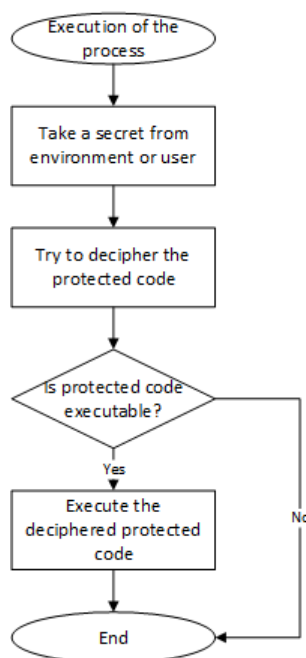 Execution of the
process
Take a secret from
environment or user
Try to decipher the
protected code
Is protected code
executable?
Yes
Execute the
deciphered protected
code
No
End